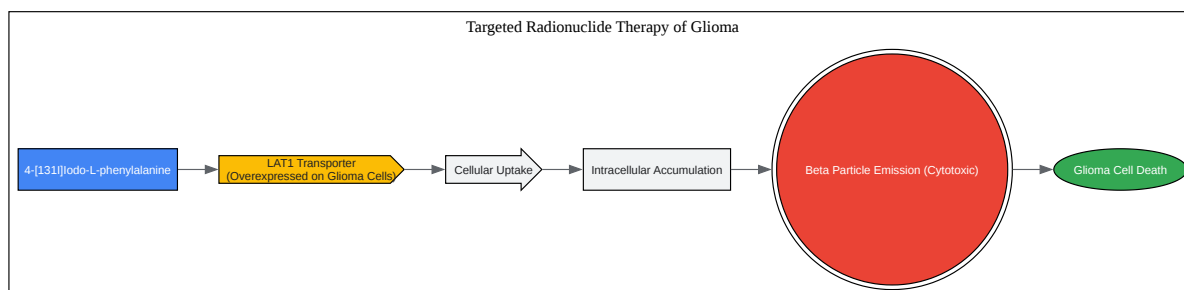 Targeted Radionuclide Therapy of Glioma
4-[131I]Iodo-L-phenylalanine
LAT1 Transporter
(Overexpressed on Glioma Cells)
Cellular Uptake
Intracellular Accumulation
Beta Particle Emission (Cytotoxic)
Glioma Cell Death